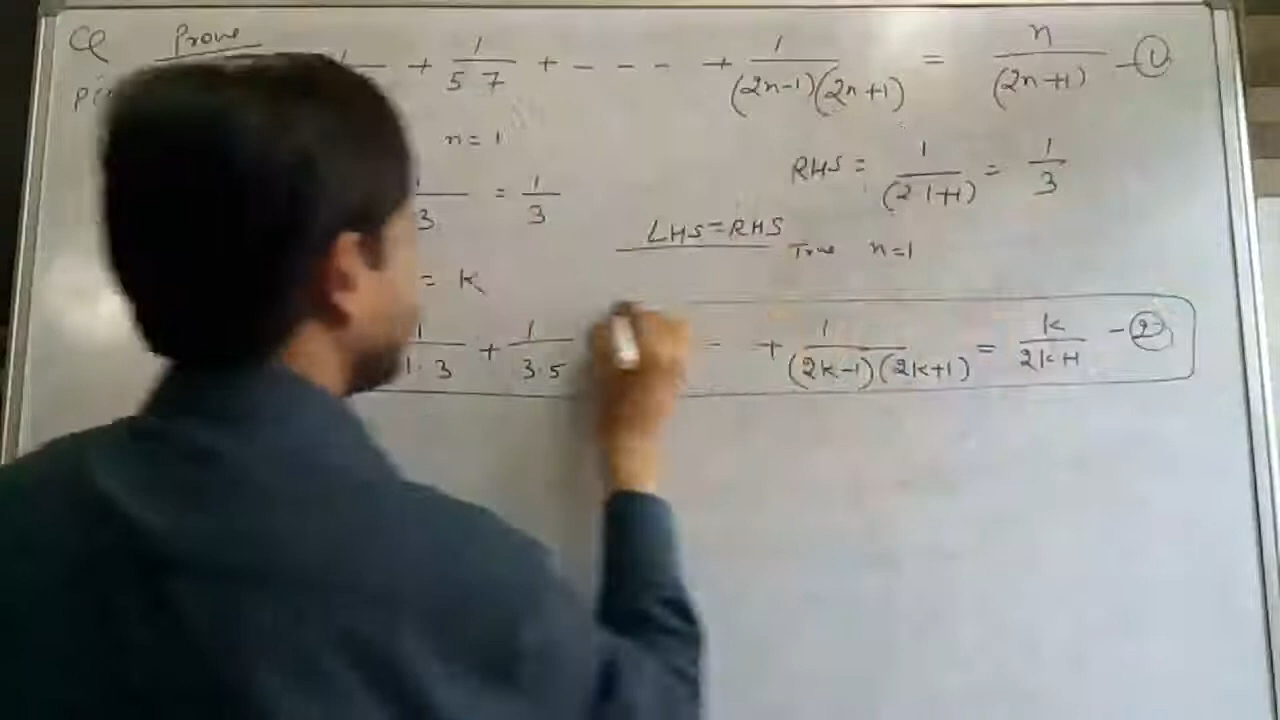 Q Prove
+ 1/(5 7) + - - - - + 1/((2n-1)(2n+1)) = n/((2n+1)) - ①
n = 1
RHS = 1/((2 1+1)) = 1/3
3 = 1/3
LHS = RHS
True n=1
= K
1/(1.3) + 1/(3.5) - + 1/((2k-1)(2k+1)) = k/(2k+1) - ②